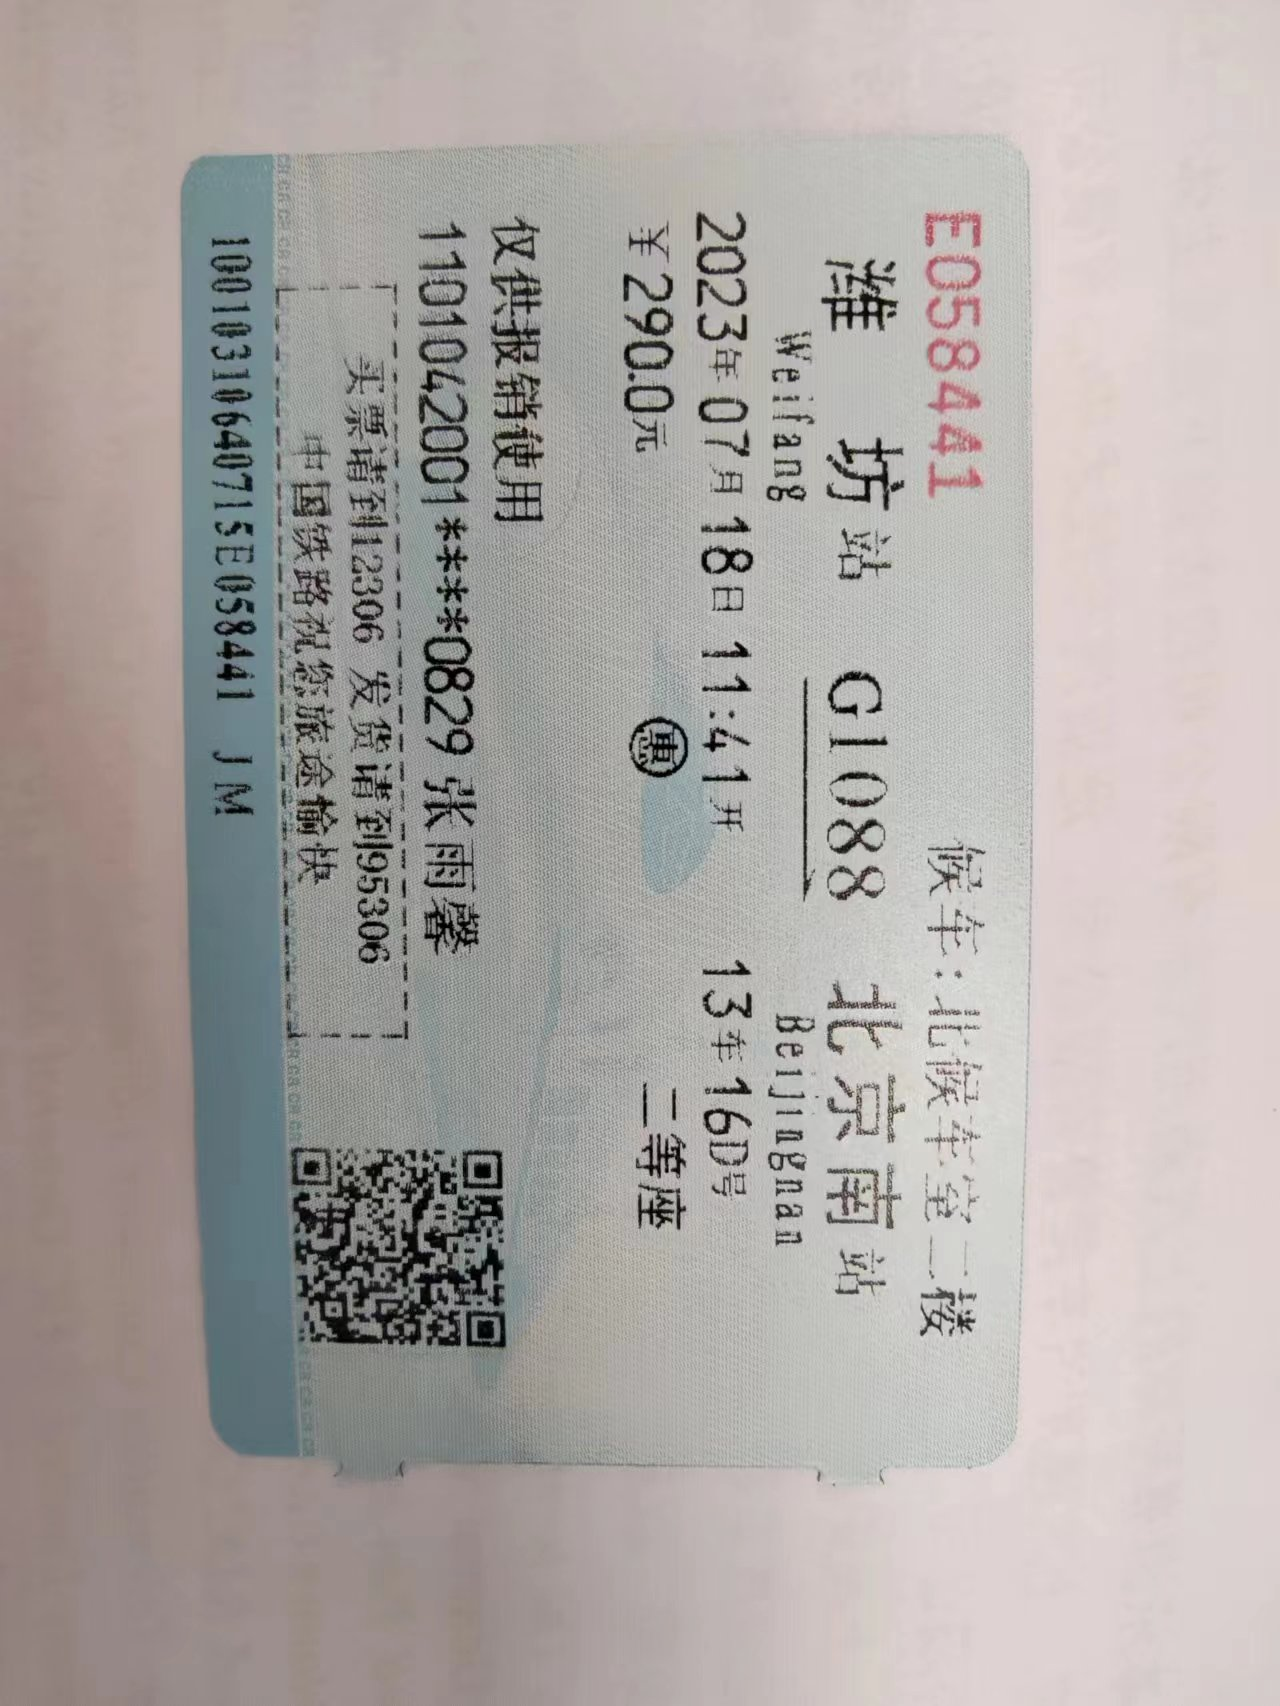 E058441 候车:北候车室二楼
潍坊站 G1088 北京南站
Weifang Beijingnan
2023年07月18日11:41开 13车16D号
¥290.0元 惠 二等座
仅供报销使用
1101042001****0829张雨馨
买票请到12306 发货请到95306
中国铁路祝您旅途愉快
10010310640715E058441 JM